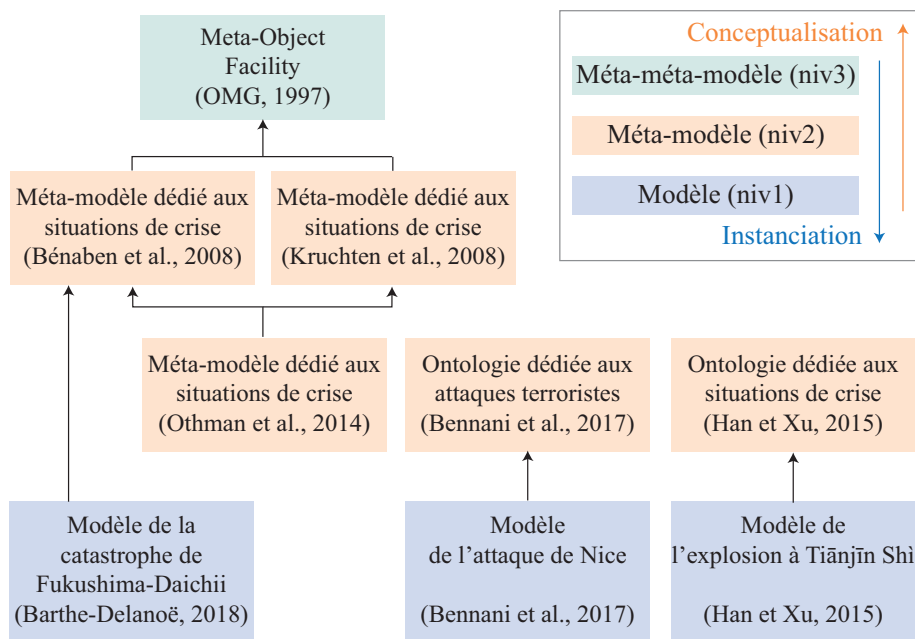 Meta-Object
Facility
(OMG, 1997)
Conceptualisation
Méta-méta-modèle (niv3)
Méta-modèle (niv2)
Modèle (niv1)
Instanciation
Méta-modèle dédié aux
situations de crise
(Bénaben et al., 2008)
Méta-modèle dédié aux
situations de crise
(Kruchten et al., 2008)
Méta-modèle dédié aux
situations de crise
(Othman et al., 2014)
Ontologie dédiée aux
attaques terroristes
(Bennani et al., 2017)
Ontologie dédiée aux
situations de crise
(Han et Xu, 2015)
Modèle de la
catastrophe de
Fukushima-Daichii
(Barthe-Delanoë, 2018)
Modèle
de l'attaque de Nice
(Bennani et al., 2017)
Modèle de
l'explosion à Tiānjīn Shì
(Han et Xu, 2015)